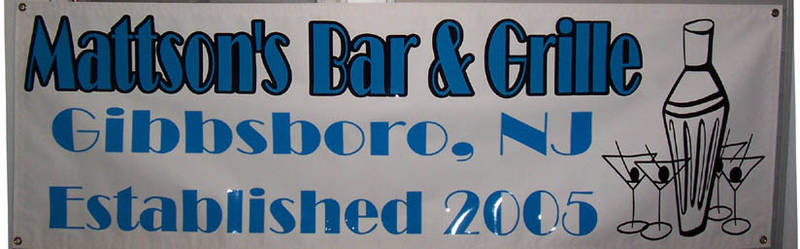 Mattson's Bar & Grille
Gibbsboro, NJ
Established 2005